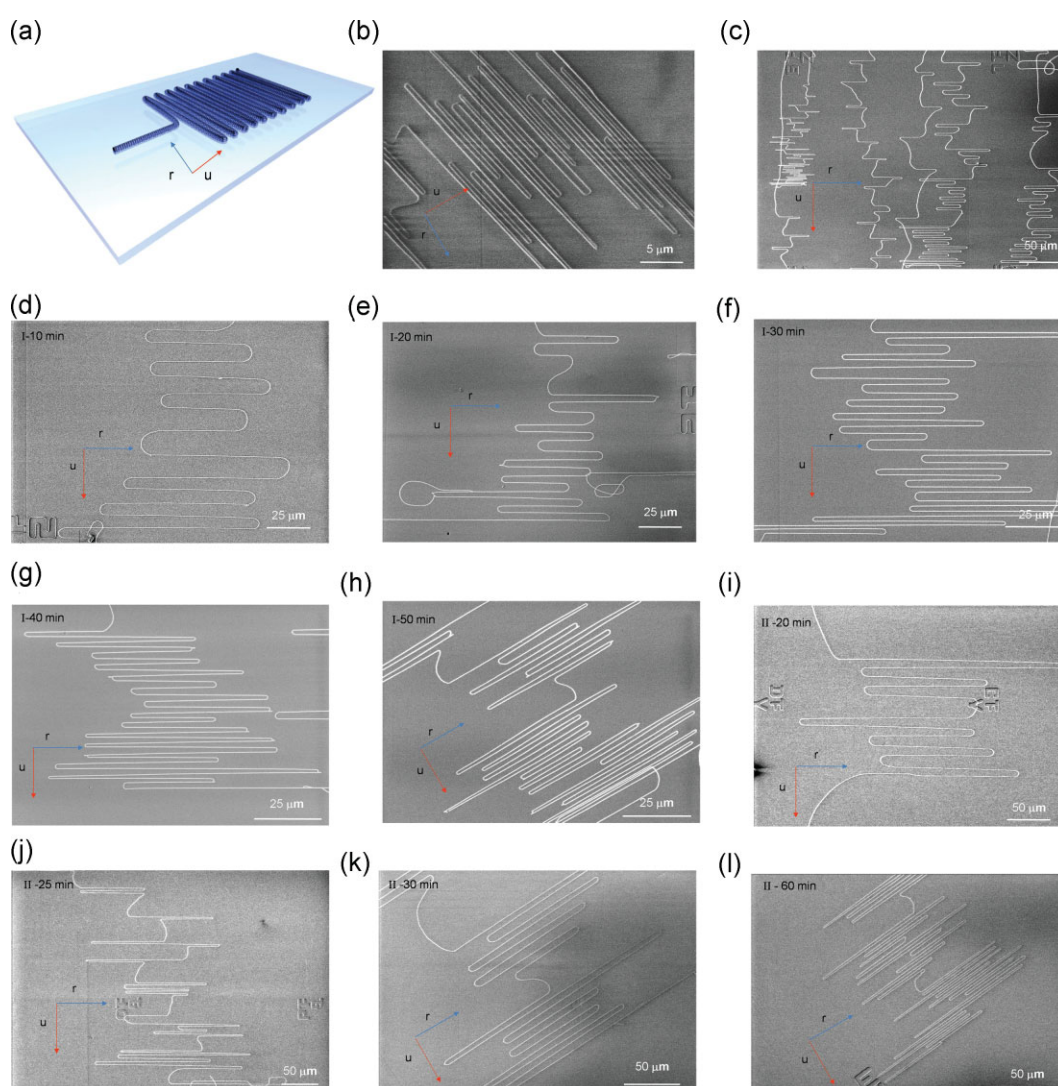 (a)
r
u
(b)
u
r
5 μm
(c)
r
u
50 μm
(d)
I-10 min
r
u
25 μm
(e)
I-20 min
r
u
25 μm
(f)
I-30 min
r
u
25 μm
(g)
I-40 min
r
u
25 μm
(h)
I-50 min
r
u
25 μm
(i)
II -20 min
r
u
50 μm
(j)
II -25 min
r
u
50 μm
(k)
II -30 min
r
u
50 μm
(l)
II - 60 min
r
u
50 μm